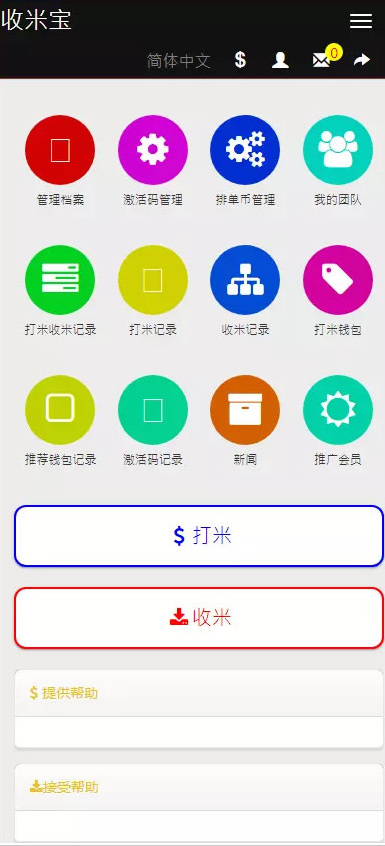 收米宝
简体中文 0
管理档案 激活码管理 排单币管理 我的团队
打米收米记录 打米记录 收米记录 打米钱包
推荐钱包记录 激活码记录 新闻 推广会员
$ 打米
收米
$ 提供帮助
接受帮助